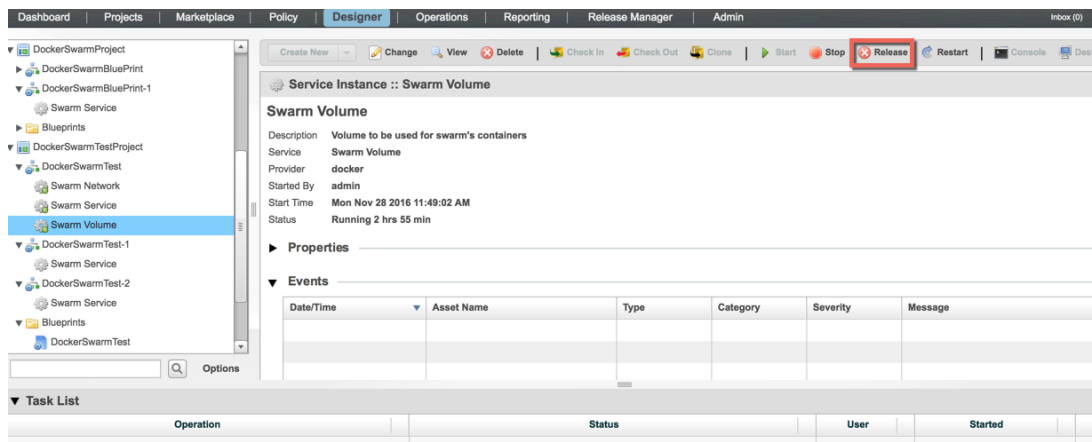 Dashboard Projects Marketplace Policy Designer Operations Reporting Release Manager Admin Inbox (0)
DockerSwarmProject
DockerSwarmBluePrint
DockerSwarmBluePrint-1
Swarm Service
Blueprints
DockerSwarmTestProject
DockerSwarmTest
Swarm Network
Swarm Service
Swarm Volume
DockerSwarmTest-1
Swarm Service
DockerSwarmTest-2
Swarm Service
Blueprints
DockerSwarmTest
Options
Create New Change View Delete Check In Check Out Clone Start Stop Release Restart Console Des
Service Instance :: Swarm Volume
Swarm Volume
Description Volume to be used for swarm's containers
Service Swarm Volume
Provider docker
Started By admin
Start Time Mon Nov 28 2016 11:49:02 AM
Status Running 2 hrs 55 min
Properties
Events
Date/Time Asset Name Type Category Severity Message
Task List
Operation Status User Started